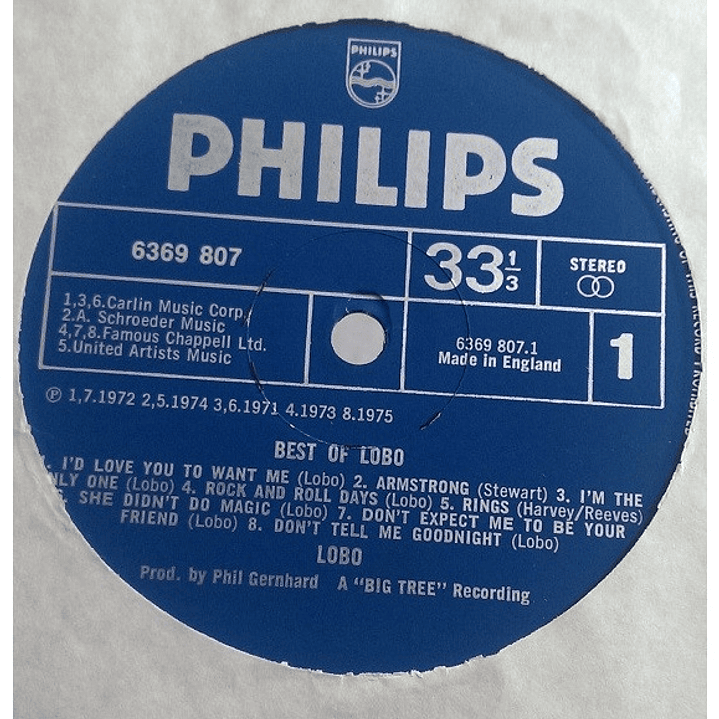 PHILIPS
PHILIPS
6369 807
33 1/3
STEREO
1,3,6.Carlin Music Corp.
2.A. Schroeder Music
4,7,8.Famous Chappell Ltd.
5.United Artists Music
6369 807.1
Made in England
1
℗ 1,7.1972 2,5.1974 3,6.1971 4.1973 8.1975
BEST OF LOBO
. I'D LOVE YOU TO WANT ME (Lobo) 2. ARMSTRONG (Stewart) 3. I'M THE
NLY ONE (Lobo) 4. ROCK AND ROLL DAYS (Lobo) 5. RINGS (Harvey/Reeves)
. SHE DIDN'T DO MAGIC (Lobo) 7. DON'T EXPECT ME TO BE YOUR
FRIEND (Lobo) 8. DON'T TELL ME GOODNIGHT (Lobo)
LOBO
Prod. by Phil Gernhard A "BIG TREE" Recording
OF THIS RECORD